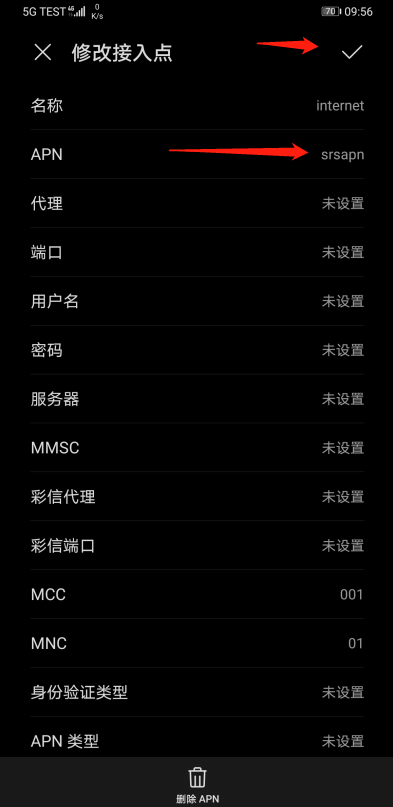 5G TEST 4G 0 K/s 70 09:56
修改接入点
名称 internet
APN srsapn
代理 未设置
端口 未设置
用户名 未设置
密码 未设置
服务器 未设置
MMSC 未设置
彩信代理 未设置
彩信端口 未设置
MCC 001
MNC 01
身份验证类型 未设置
APN 类型 未设置
删除 APN